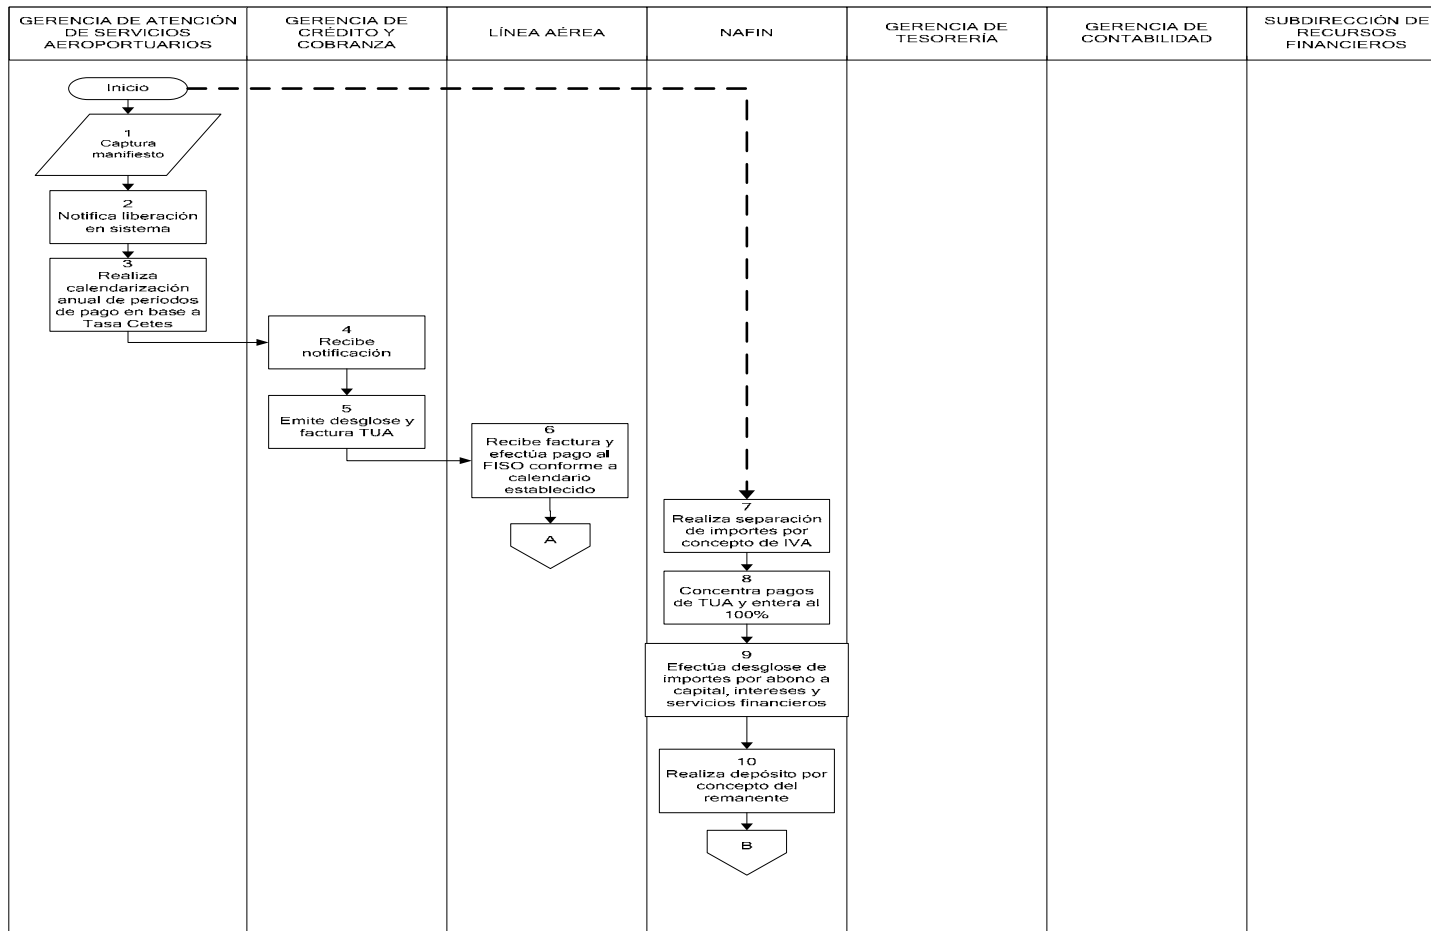 GERENCIA DE ATENCIÓN
DE SERVICIOS
AEROPORTUARIOS
GERENCIA DE
CRÉDITO Y
COBRANZA
LÍNEA AÉREA
NAFIN
GERENCIA DE
TESORERÍA
GERENCIA DE
CONTABILIDAD
SUBDIRECCIÓN DE
RECURSOS
FINANCIEROS
Inicio
1
Captura
manifiesto
2
Notifica liberación
en sistema
3
Realiza
calendarización
anual de periodos
de pago en base a
Tasa Cetes
4
Recibe
notificación
5
Emite desglose y
factura TUA
6
Recibe factura y
efectúa pago al
FISO conforme a
calendario
establecido
A
7
Realiza separación
de importes por
concepto de IVA
8
Concentra pagos
de TUA y entera al
100%
9
Efectúa desglose de
importes por abono a
capital, intereses y
servicios financieros
10
Realiza depósito por
concepto del
remanente
B